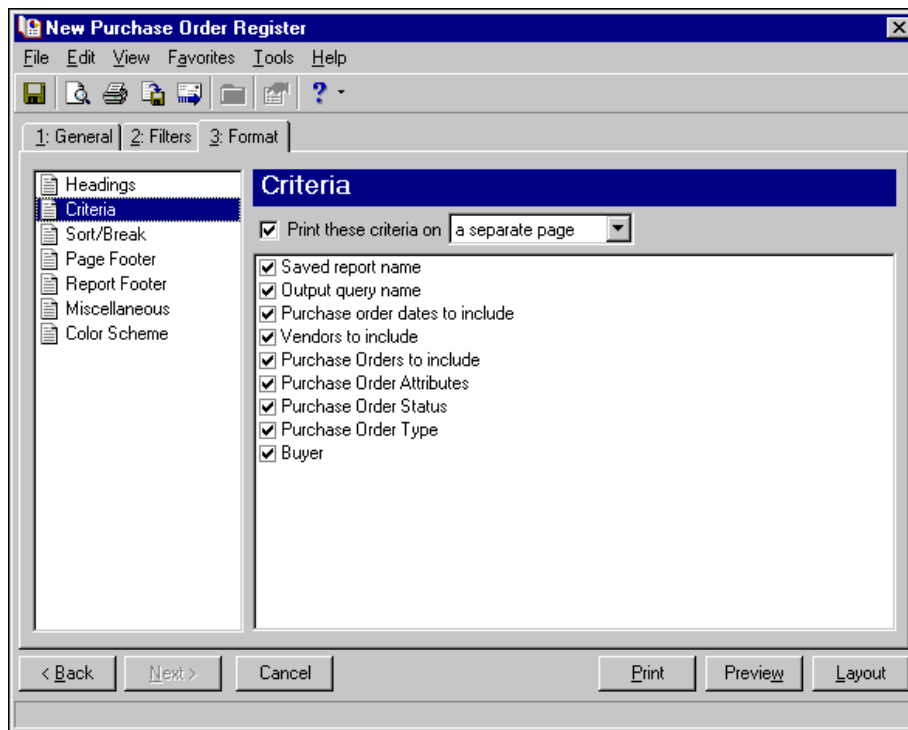 New Purchase Order Register
File Edit View Favorites Tools Help
1: General 2: Filters 3: Format
Headings
Criteria
Sort/Break
Page Footer
Report Footer
Miscellaneous
Color Scheme
Criteria
Print these criteria on a separate page
Saved report name
Output query name
Purchase order dates to include
Vendors to include
Purchase Orders to include
Purchase Order Attributes
Purchase Order Status
Purchase Order Type
Buyer
< Back Next > Cancel Print Preview Layout